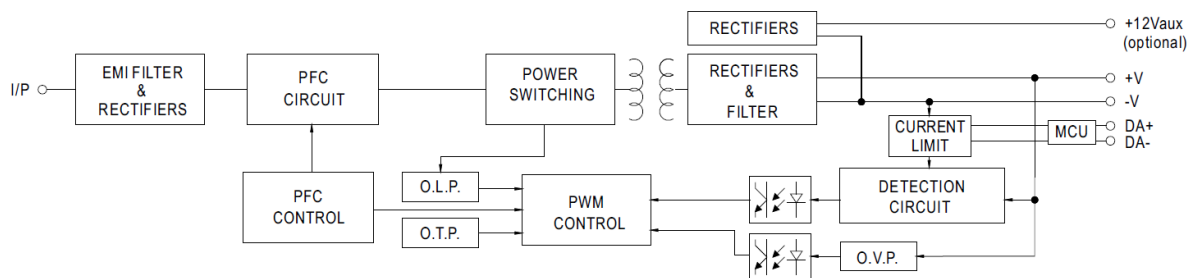 I/P
EMI FILTER
&
RECTIFIERS
PFC
CIRCUIT
POWER
SWITCHING
RECTIFIERS
RECTIFIERS
&
FILTER
+12Vaux
(optional)
+V
-V
CURRENT
LIMIT
MCU
DA+
DA-
PFC
CONTROL
O.L.P.
O.T.P.
PWM
CONTROL
DETECTION
CIRCUIT
O.V.P.